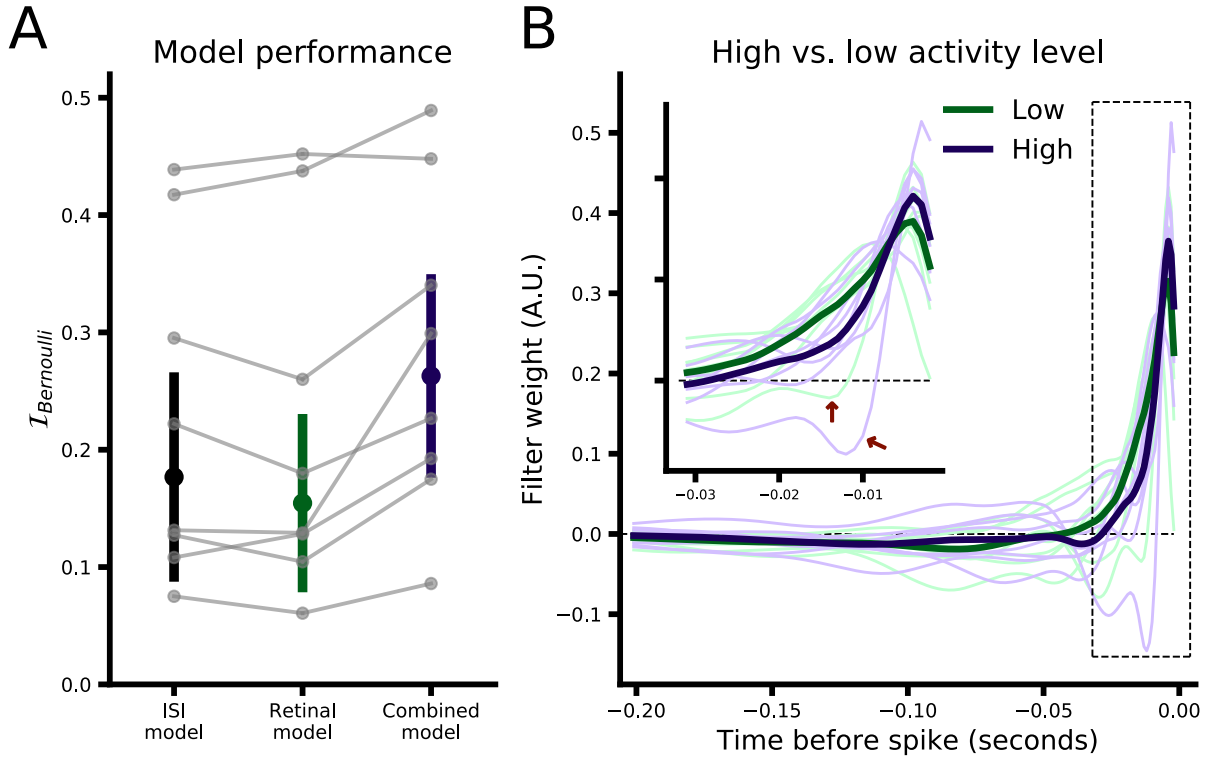 A
Model performance
0.5
0.4
0.3
0.2
0.1
0.0
𝓘Bernoulli
ISI
model
Retinal
model
Combined
model
B
High vs. low activity level
Low
High
0.5
0.4
0.3
0.2
0.1
0.0
−0.1
Filter weight (A.U.)
−0.03
−0.02
−0.01
−0.20
−0.15
−0.10
−0.05
0.00
Time before spike (seconds)